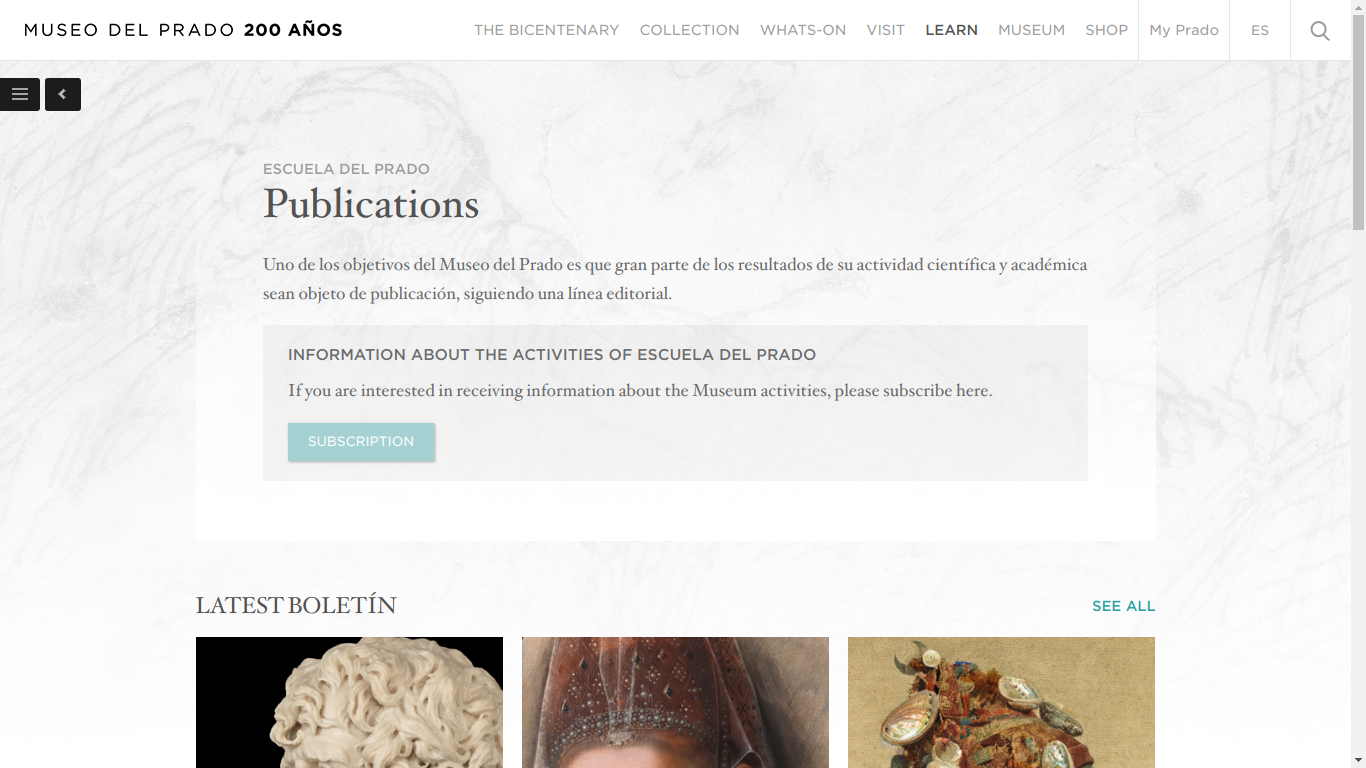 MUSEO DEL PRADO 200 AÑOS
THE BICENTENARY COLLECTION WHATS-ON VISIT LEARN MUSEUM SHOP My Prado ES
ESCUELA DEL PRADO
Publications
Uno de los objetivos del Museo del Prado es que gran parte de los resultados de su actividad científica y académica
sean objeto de publicación, siguiendo una línea editorial.
INFORMATION ABOUT THE ACTIVITIES OF ESCUELA DEL PRADO
If you are interested in receiving information about the Museum activities, please subscribe here.
SUBSCRIPTION
LATEST BOLETÍN
SEE ALL